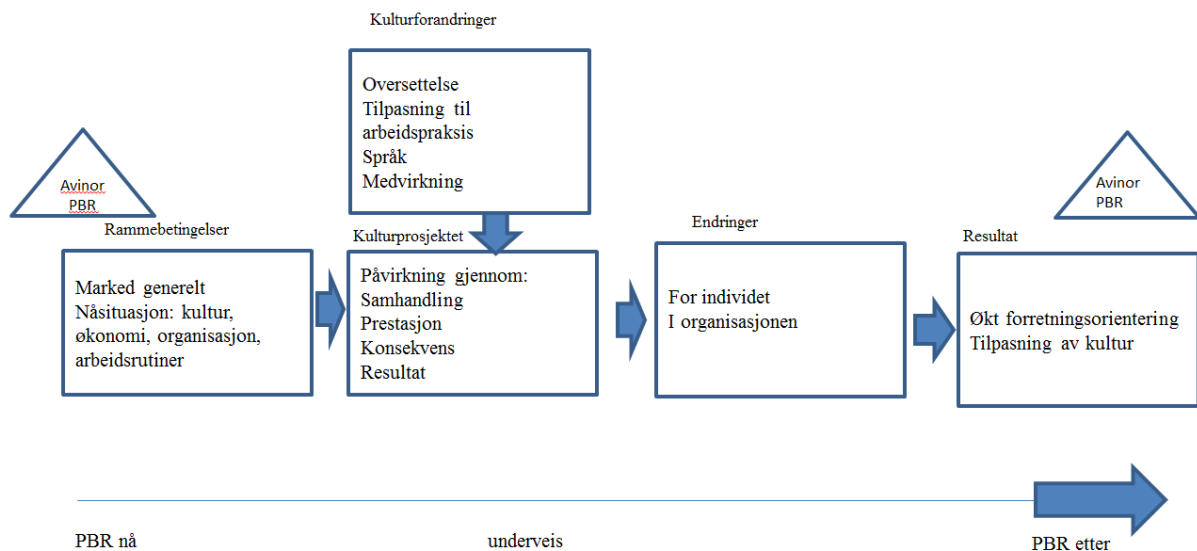 Kulturforandringer
Oversettelse
Tilpasning til
arbeidspraksis
Språk
Medvirkning
Avinor
PBR
Avinor
PBR
Rammebetingelser
Marked generelt
Nåsituasjon: kultur,
økonomi, organisasjon,
arbeidsrutiner
Kulturprosjektet
Påvirkning gjennom:
Samhandling
Prestasjon
Konsekvens
Resultat
Endringer
For individet
I organisasjonen
Resultat
Økt forretningsorientering
Tilpasning av kultur
PBR nå
underveis
PBR etter